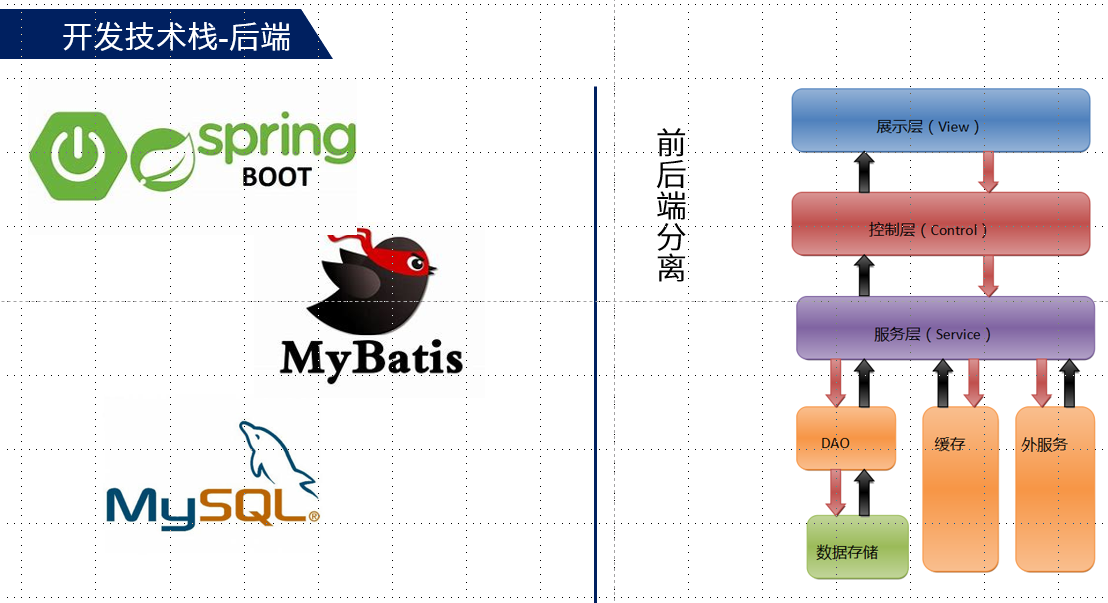 开发技术栈-后端
spring
BOOT
MyBatis
MySQL®
前后端分离
展示层（View）
控制层（Control）
服务层（Service）
DAO
缓存
外服务
数据存储